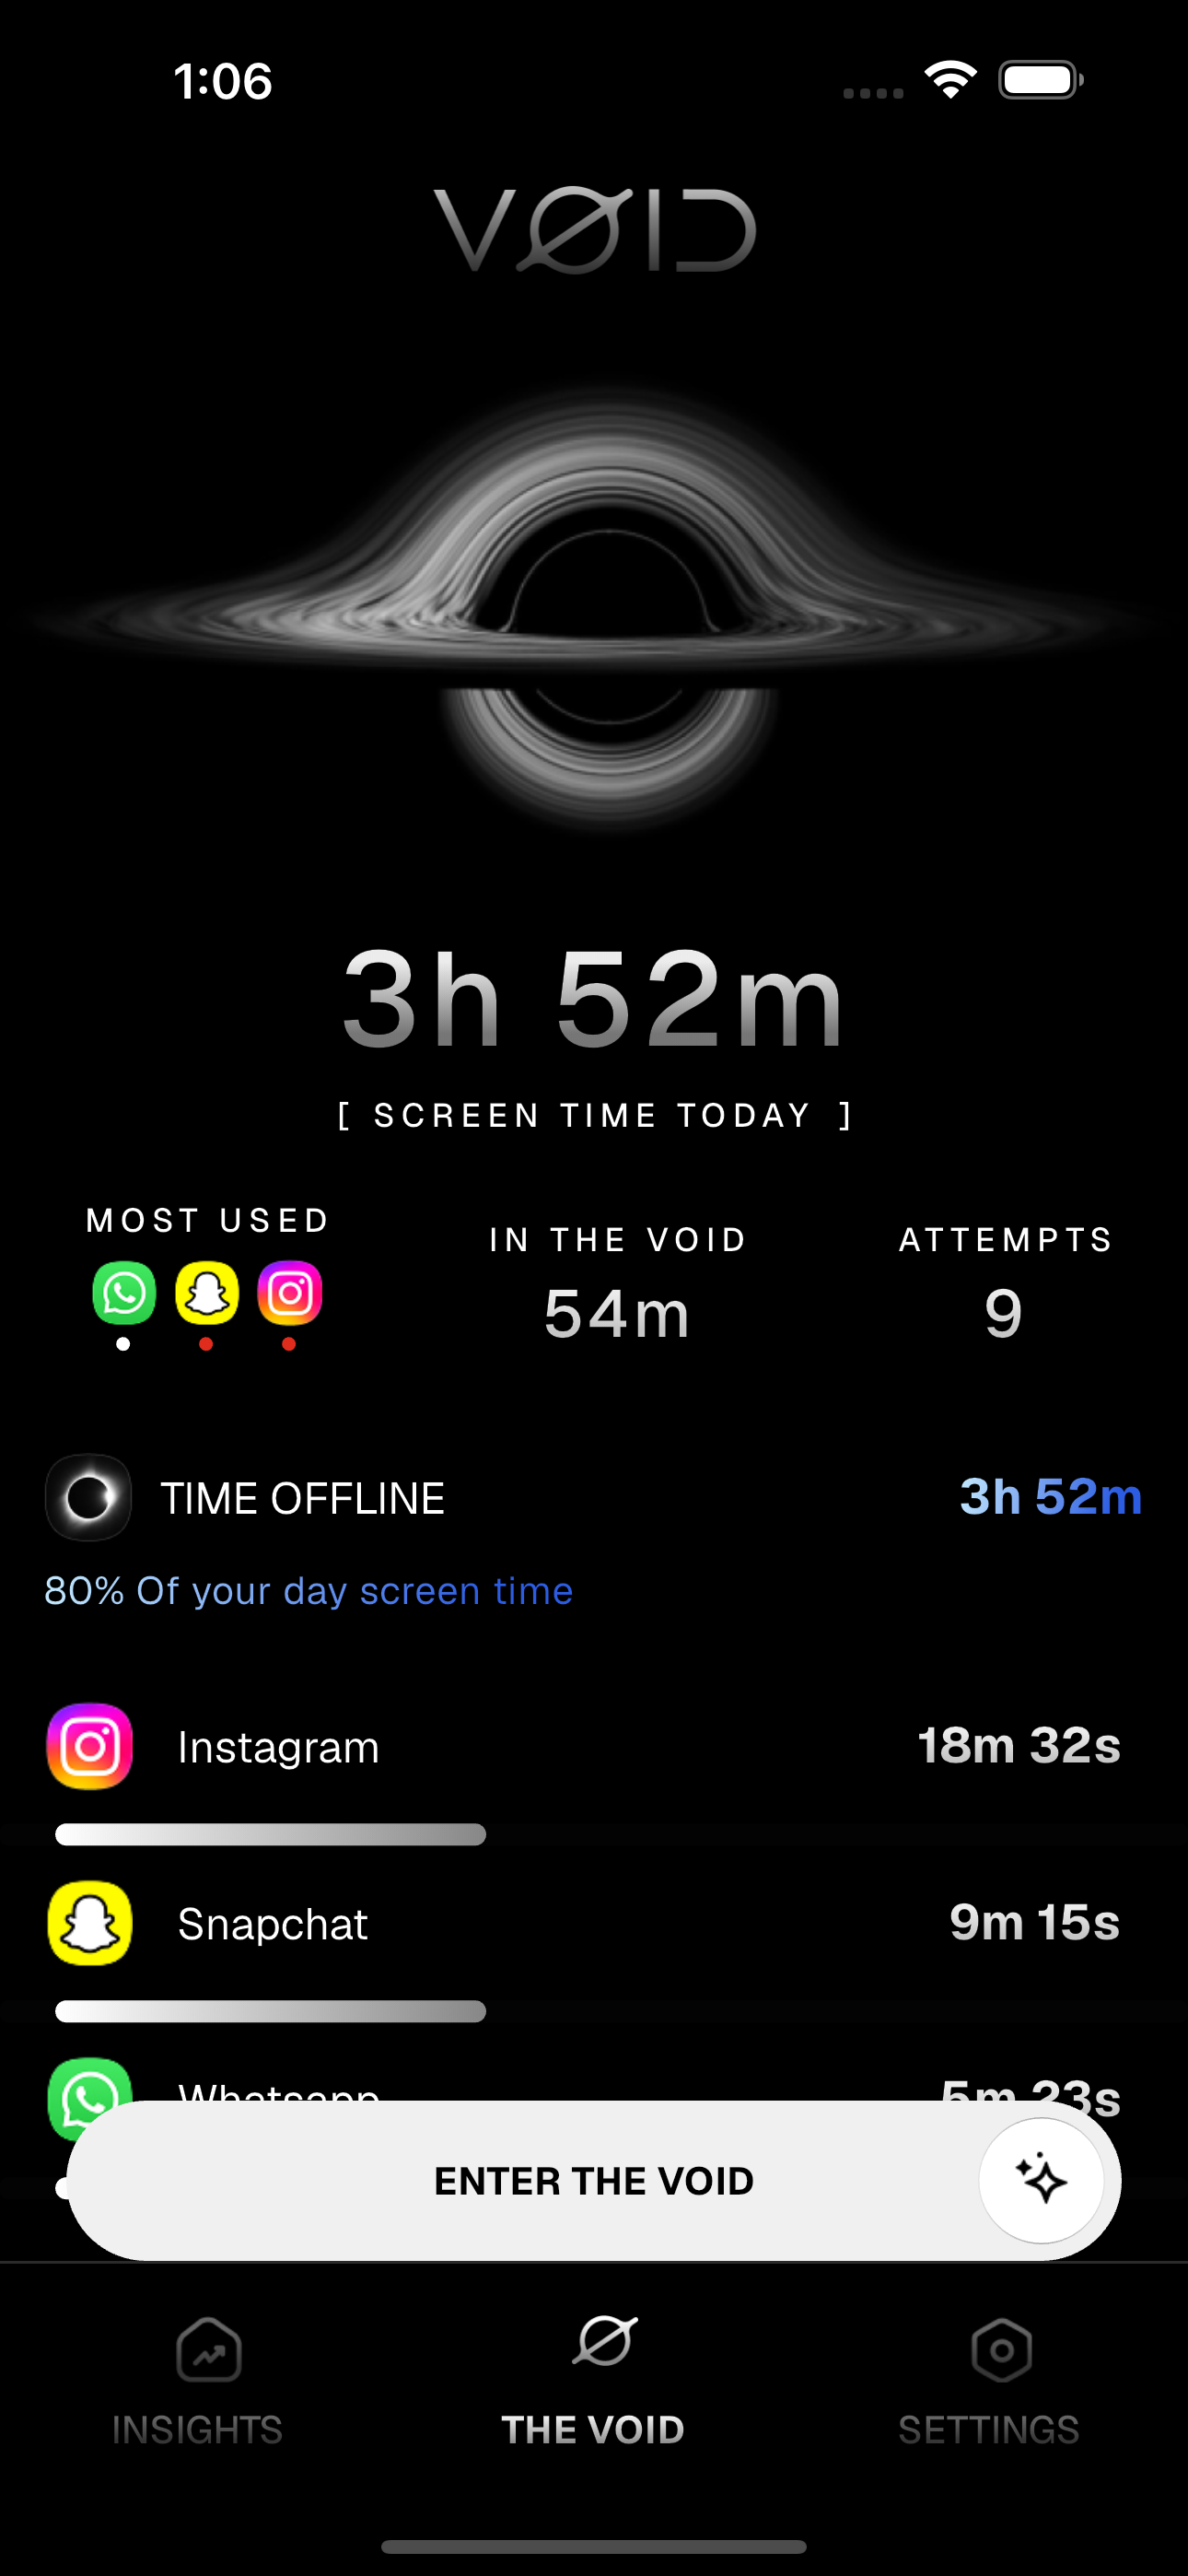 1:06
VØID
3h 52m
[ SCREEN TIME TODAY ]
MOST USED
IN THE VOID
54m
ATTEMPTS
9
TIME OFFLINE
3h 52m
80% Of your day screen time
Instagram
18m 32s
Snapchat
9m 15s
Whatsapp
5m 23s
ENTER THE VOID
INSIGHTS
THE VOID
SETTINGS